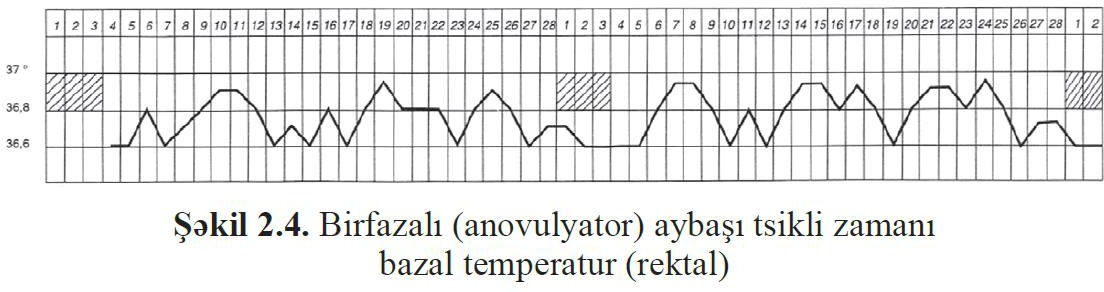 1 2 3 4 5 6 7 8 9 10 11 12 13 14 15 16 17 18 19 20 21 22 23 24 25 26 27 28 1 2 3 4 5 6 7 8 9 10 11 12 13 14 15 16 17 18 19 20 21 22 23 24 25 26 27 28 1 2
37 °
36,8
36,6
Şəkil 2.4. Birfazalı (anovulyator) aybaşı tsikli zamanı
bazal temperatur (rektal)